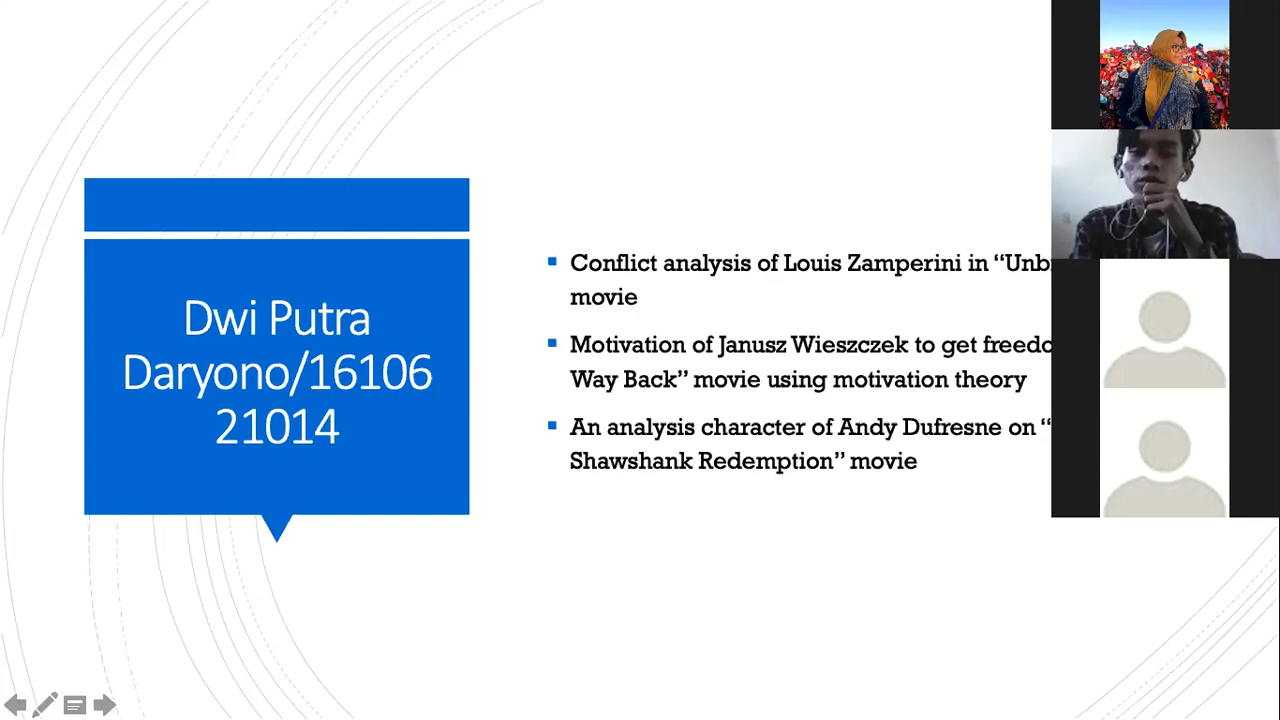 Dwi Putra
Daryono/16106
21014
Conflict analysis of Louis Zamperini in “Unb
movie
Motivation of Janusz Wieszczek to get freedo
Way Back” movie using motivation theory
An analysis character of Andy Dufresne on “
Shawshank Redemption” movie